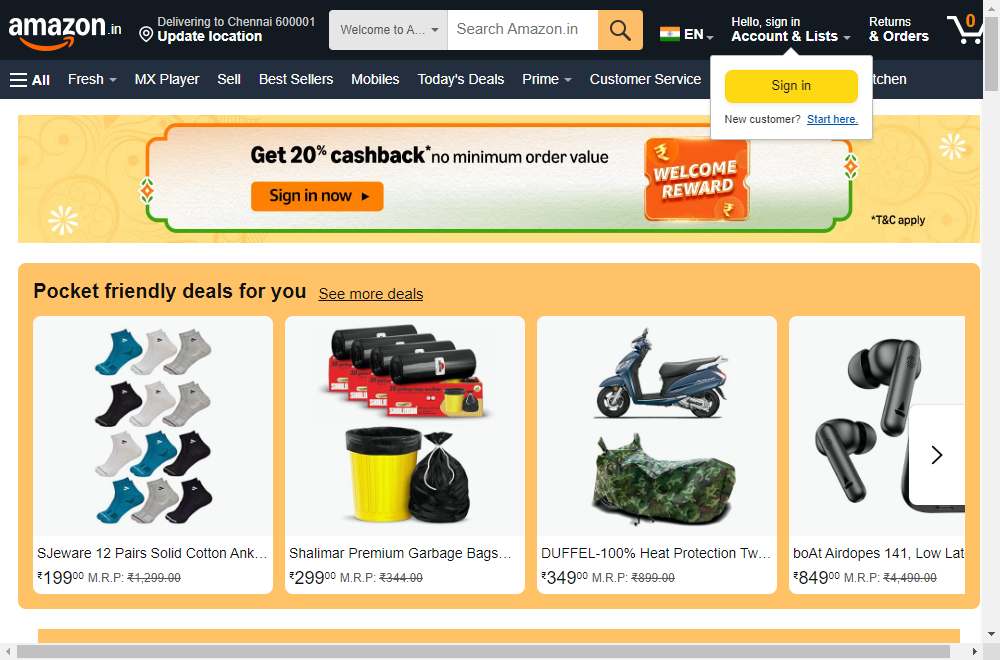 amazon.in
Delivering to Chennai 600001
Update location
Welcome to A...
Search Amazon.in
EN
Hello, sign in
Account & Lists
Returns
& Orders
0
All
Fresh
MX Player
Sell
Best Sellers
Mobiles
Today's Deals
Prime
Customer Service
tchen
Sign in
New customer? Start here.
Get 20% cashback* no minimum order value
Sign in now
WELCOME
REWARD
*T&C apply
Pocket friendly deals for you See more deals
SJeware 12 Pairs Solid Cotton Ank…
₹199⁰⁰ M.R.P: ₹1,299.00
Shalimar Premium Garbage Bags…
₹299⁰⁰ M.R.P: ₹344.00
DUFFEL-100% Heat Protection Tw…
₹349⁰⁰ M.R.P: ₹899.00
boAt Airdopes 141, Low Lat
₹849⁰⁰ M.R.P: ₹4,490.00